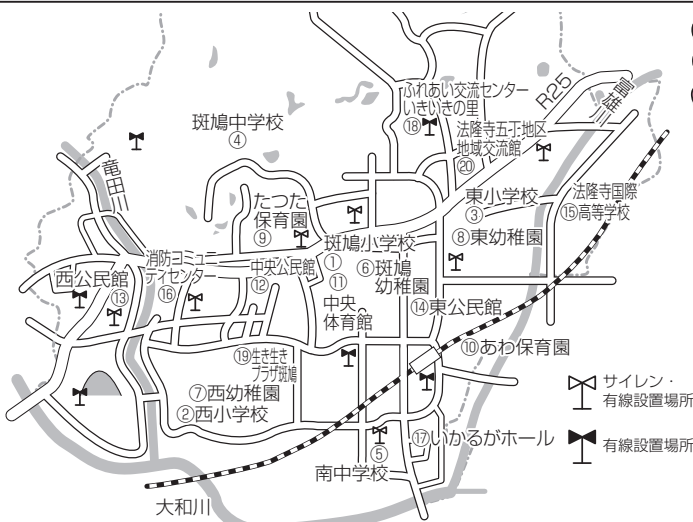 ふれあい交流センター
いきいきの里
⑱
R25
富雄川
斑鳩中学校
④
法隆寺五丁地区
地域交流館
⑳
竜田川
たつた
保育園
⑨
東小学校
③
法隆寺国際
⑮高等学校
斑鳩小学校
①
⑪
⑧東幼稚園
消防コミュニ
ティセンター
⑯
中央公民館
⑫
⑥斑鳩
幼稚園
西公民館
⑬
中央
体育館
⑭東公民館
⑩あわ保育園
⑲生き生き
プラザ斑鳩
⑦西幼稚園
②西小学校
サイレン・
有線設置場所
⑤
⑰いかるがホール
有線設置場所
南中学校
大和川